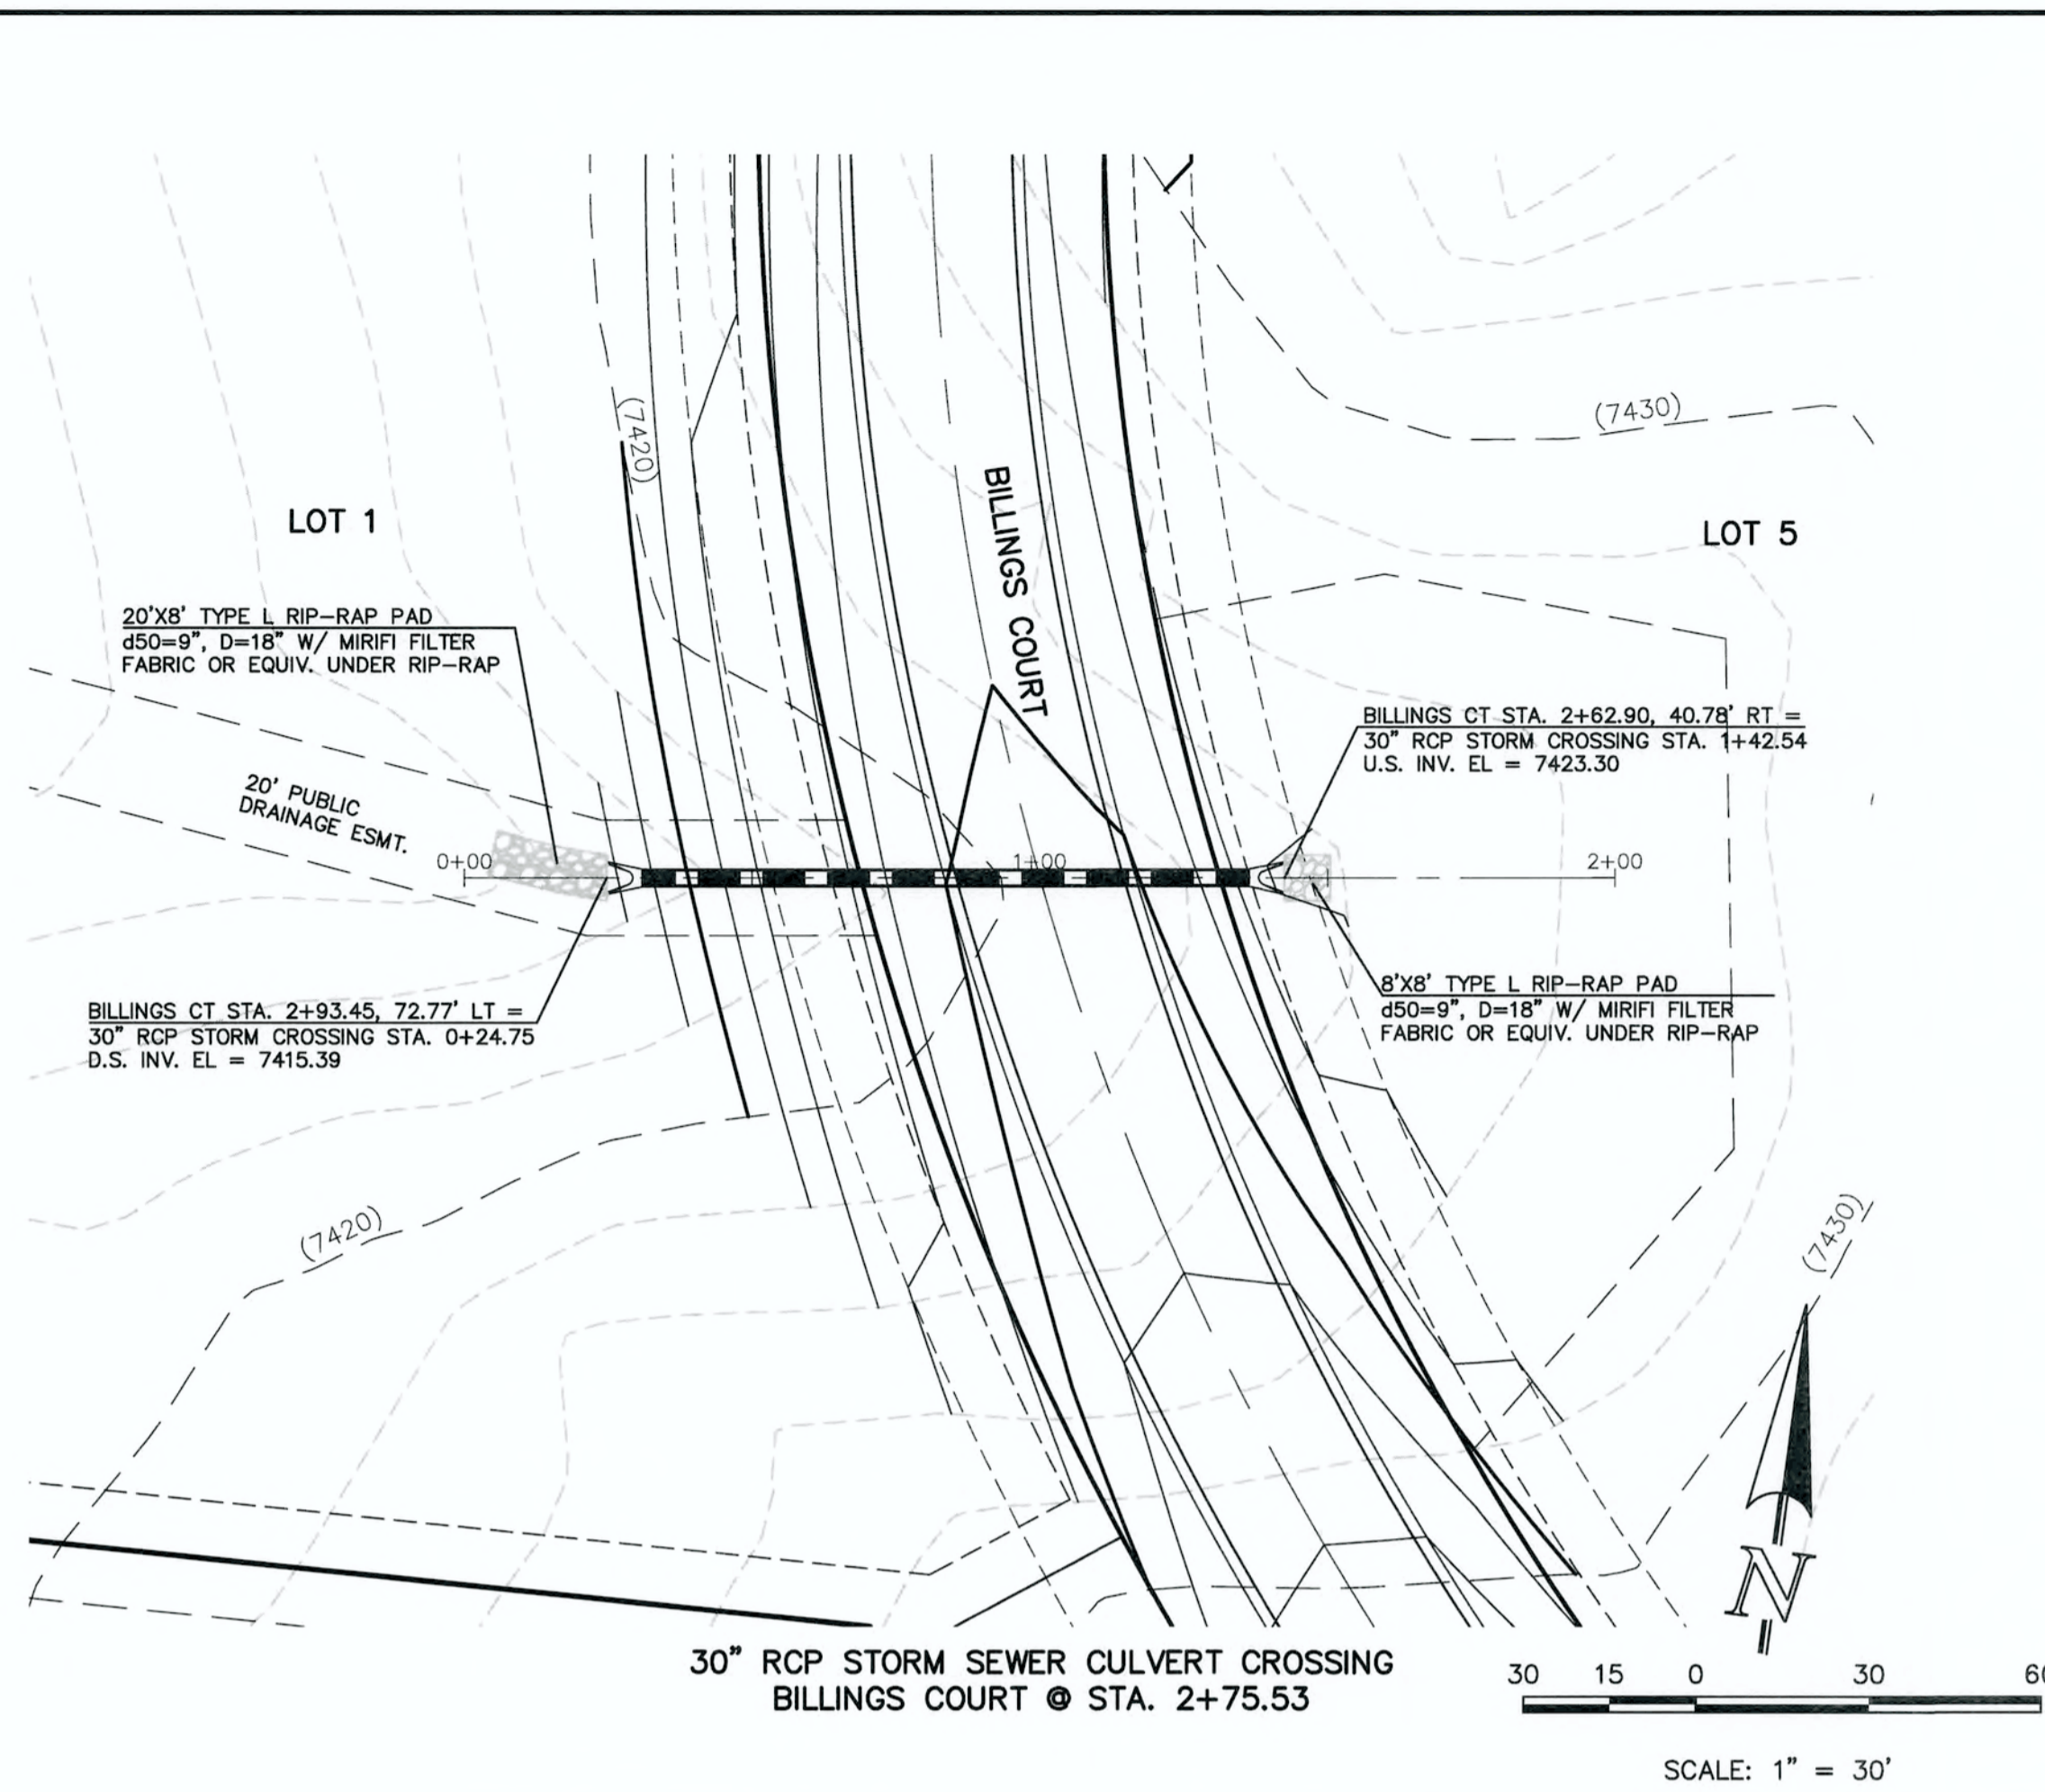 (7420)
(7430)
BILLINGS COURT
LOT 1
LOT 5
20'X8' TYPE L RIP-RAP PAD
d50=9", D=18" W/ MIRIFI FILTER
FABRIC OR EQUIV. UNDER RIP-RAP
BILLINGS CT STA. 2+62.90, 40.78' RT =
30" RCP STORM CROSSING STA. 1+42.54
U.S. INV. EL = 7423.30
20' PUBLIC
DRAINAGE ESMT.
0+00
1+00
2+00
8'X8' TYPE L RIP-RAP PAD
d50=9", D=18" W/ MIRIFI FILTER
FABRIC OR EQUIV. UNDER RIP-RAP
BILLINGS CT STA. 2+93.45, 72.77' LT =
30" RCP STORM CROSSING STA. 0+24.75
D.S. INV. EL = 7415.39
(7420)
(7430)
N
30" RCP STORM SEWER CULVERT CROSSING
BILLINGS COURT @ STA. 2+75.53
30 15 0 30
SCALE: 1" = 30'